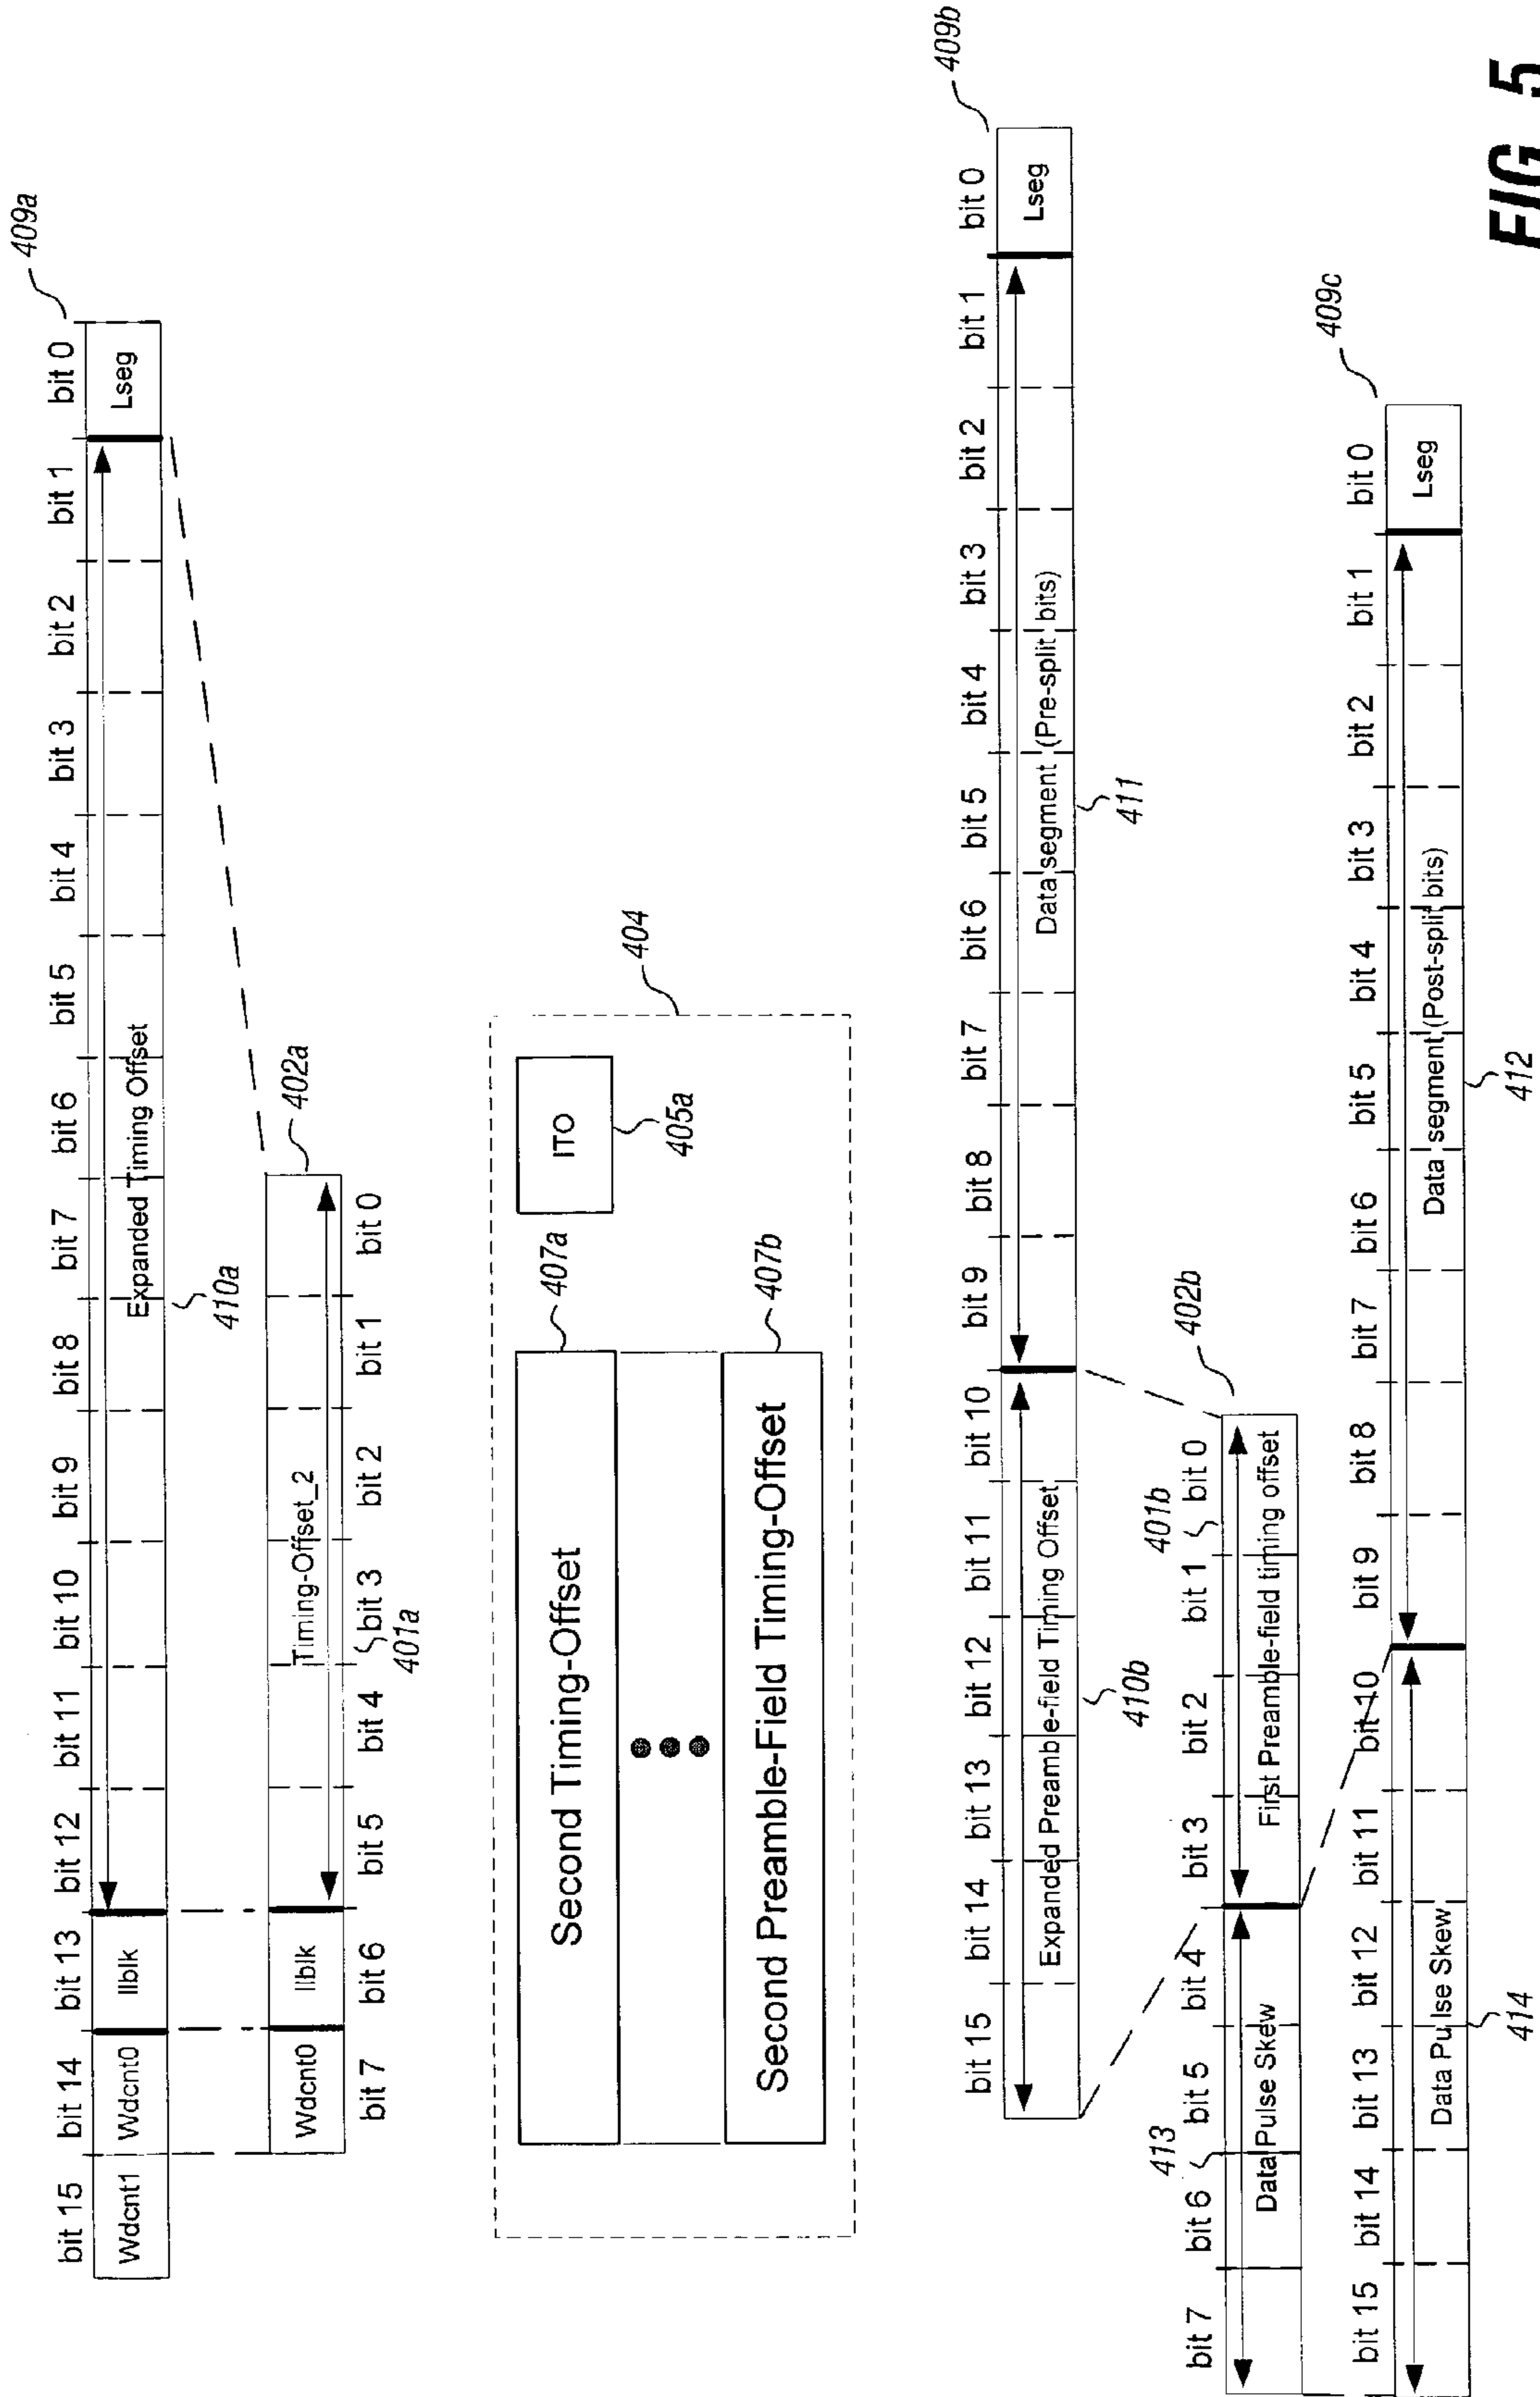 409a
bit 15 bit 14 bit 13 bit 12 bit 11 bit 10 bit 9 bit 8 bit 7 bit 6 bit 5 bit 4 bit 3 bit 2 bit 1 bit 0
Wdcnt1 Wdcnt0 llblk Expanded Timing Offset Lseg
410a
402a
Wdcnt0 llblk Timing-Offset_2
bit 7 bit 6 bit 5 bit 4 bit 3 bit 2 bit 1 bit 0
401a
404
407a
Second Timing-Offset ITO
405a
407b
Second Preamble-Field Timing-Offset
409b
bit 15 bit 14 bit 13 bit 12 bit 11 bit 10 bit 9 bit 8 bit 7 bit 6 bit 5 bit 4 bit 3 bit 2 bit 1 bit 0
Expanded Preamble-field Timing Offset Data segment (Pre-split bits) Lseg
410b 411
413 401b 402b
bit 7 bit 6 bit 5 bit 4 bit 3 bit 2 bit 1 bit 0
Data Pulse Skew First Preamble-field timing offset
409c
bit 15 bit 14 bit 13 bit 12 bit 11 bit 10 bit 9 bit 8 bit 7 bit 6 bit 5 bit 4 bit 3 bit 2 bit 1 bit 0
Data Pulse Skew Data segment (Post-split bits) Lseg
414 412
FIG. 5